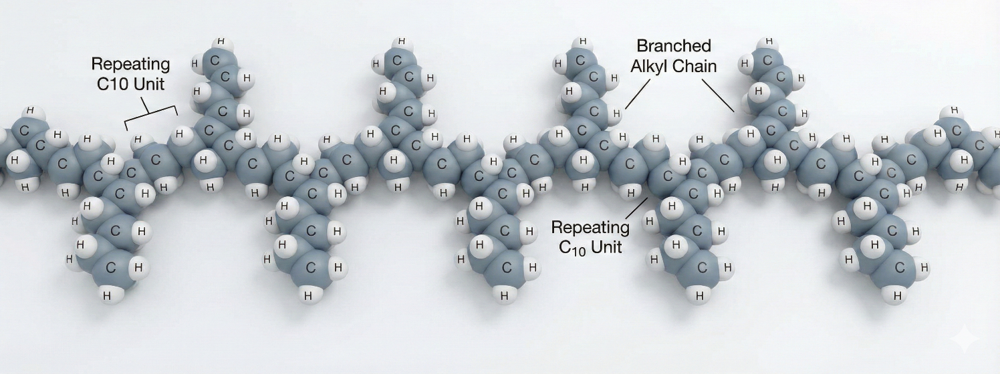 H H H H
Branched
Alkyl Chain
H C H C H C H C
Repeating
C10 Unit
C H C H C H C H
H H H H
H C H C H C H C H H
C C C C C H H
H H H H H H H H H H H H H H H H H H H
C C C C C C
H C H C H C H C H C H C H C H C H C H C H
C C C C C C C C C C
H H H H H H H H H H H H H H H
C H C H C H C H C H H
H H H H H
H H H H H
Repeating
C₁₀ Unit
C H C H C H C H C H
H H H H H
H H H H H
C H C H C H C H C H
H H H H H